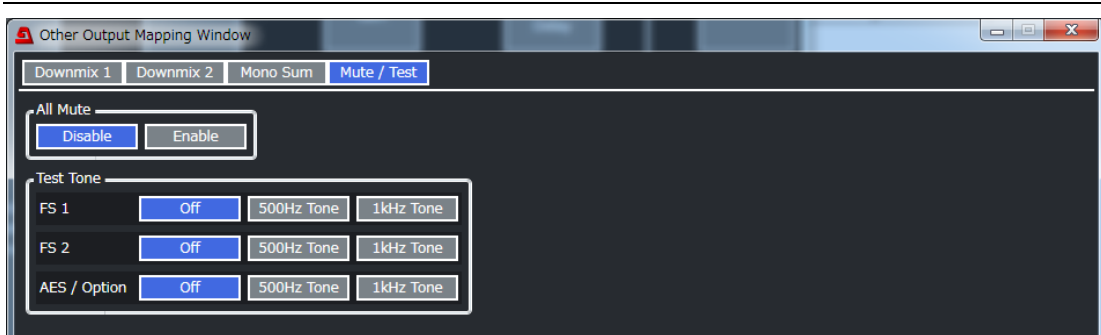 Other Output Mapping Window
Downmix 1 Downmix 2 Mono Sum Mute / Test
All Mute
Disable Enable
Test Tone
FS 1 Off 500Hz Tone 1kHz Tone
FS 2 Off 500Hz Tone 1kHz Tone
AES / Option Off 500Hz Tone 1kHz Tone